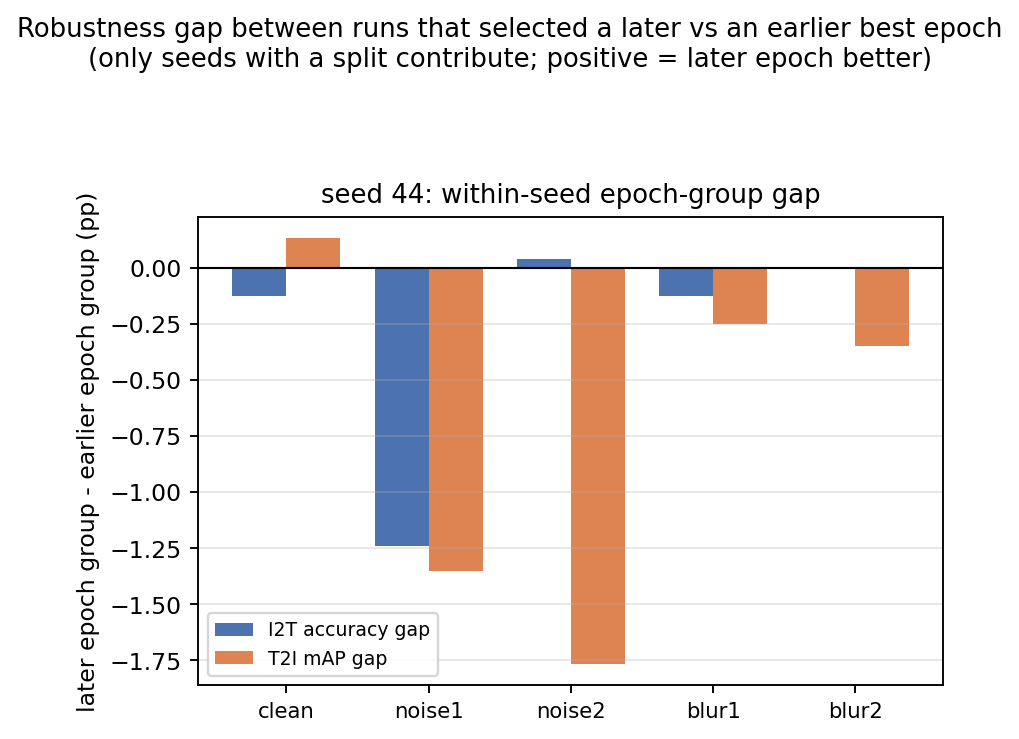 Robustness gap between runs that selected a later vs an earlier best epoch
(only seeds with a split contribute; positive = later epoch better)
seed 44: within-seed epoch-group gap
later epoch group - earlier epoch group (pp)
0.00
−0.25
−0.50
−0.75
−1.00
−1.25
−1.50
−1.75
I2T accuracy gap
T2I mAP gap
clean
noise1
noise2
blur1
blur2